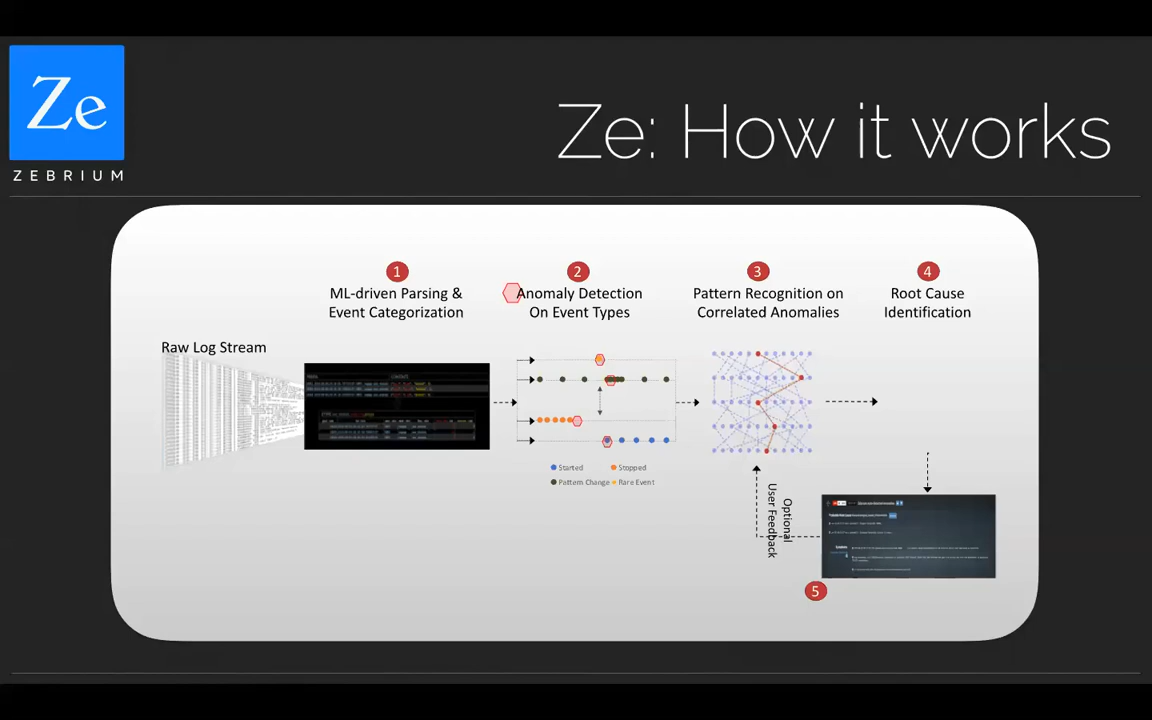 Ze
ZEBRIUM
Ze: How it works
1
ML-driven Parsing &
Event Categorization
2
Anomaly Detection
On Event Types
3
Pattern Recognition on
Correlated Anomalies
4
Root Cause
Identification
Raw Log Stream
Started
Stopped
Pattern Change
Rare Event
Optional
User Feedback
5